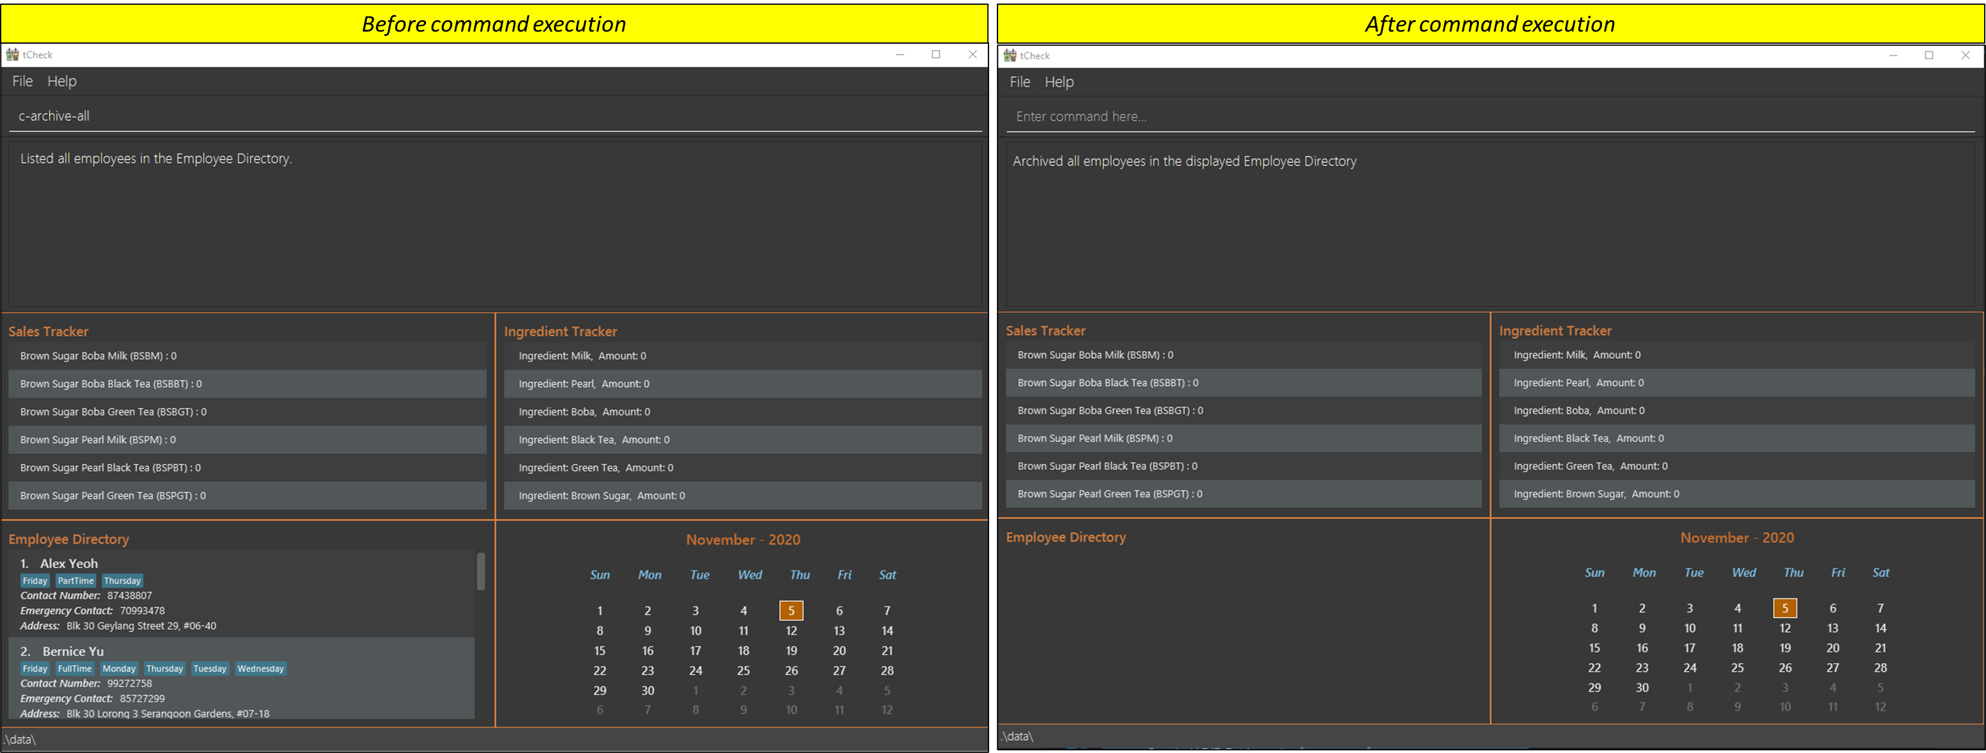 Before command execution
tCheck
File Help
c-archive-all
Listed all employees in the Employee Directory.
Sales Tracker
Brown Sugar Boba Milk (BSBM) : 0
Brown Sugar Boba Black Tea (BSBBT) : 0
Brown Sugar Boba Green Tea (BSBGT) : 0
Brown Sugar Pearl Milk (BSPM) : 0
Brown Sugar Pearl Black Tea (BSPBT) : 0
Brown Sugar Pearl Green Tea (BSPGT) : 0
Ingredient Tracker
Ingredient: Milk, Amount: 0
Ingredient: Pearl, Amount: 0
Ingredient: Boba, Amount: 0
Ingredient: Black Tea, Amount: 0
Ingredient: Green Tea, Amount: 0
Ingredient: Brown Sugar, Amount: 0
Employee Directory
1. Alex Yeoh
Friday PartTime Thursday
Contact Number: 87438807
Emergency Contact: 70993478
Address: Blk 30 Geylang Street 29, #06-40
2. Bernice Yu
Friday FullTime Monday Thursday Tuesday Wednesday
Contact Number: 99272758
Emergency Contact: 85727299
Address: Blk 30 Lorong 3 Serangoon Gardens, #07-18
November - 2020
Sun Mon Tue Wed Thu Fri Sat
1 2 3 4 5 6 7
8 9 10 11 12 13 14
15 16 17 18 19 20 21
22 23 24 25 26 27 28
29 30 1 2 3 4 5
6 7 8 9 10 11 12
.\data\
After command execution
tCheck
File Help
Enter command here...
Archived all employees in the displayed Employee Directory
Sales Tracker
Brown Sugar Boba Milk (BSBM) : 0
Brown Sugar Boba Black Tea (BSBBT) : 0
Brown Sugar Boba Green Tea (BSBGT) : 0
Brown Sugar Pearl Milk (BSPM) : 0
Brown Sugar Pearl Black Tea (BSPBT) : 0
Brown Sugar Pearl Green Tea (BSPGT) : 0
Ingredient Tracker
Ingredient: Milk, Amount: 0
Ingredient: Pearl, Amount: 0
Ingredient: Boba, Amount: 0
Ingredient: Black Tea, Amount: 0
Ingredient: Green Tea, Amount: 0
Ingredient: Brown Sugar, Amount: 0
Employee Directory
November - 2020
Sun Mon Tue Wed Thu Fri Sat
1 2 3 4 5 6 7
8 9 10 11 12 13 14
15 16 17 18 19 20 21
22 23 24 25 26 27 28
29 30 1 2 3 4 5
6 7 8 9 10 11 12
.\data\